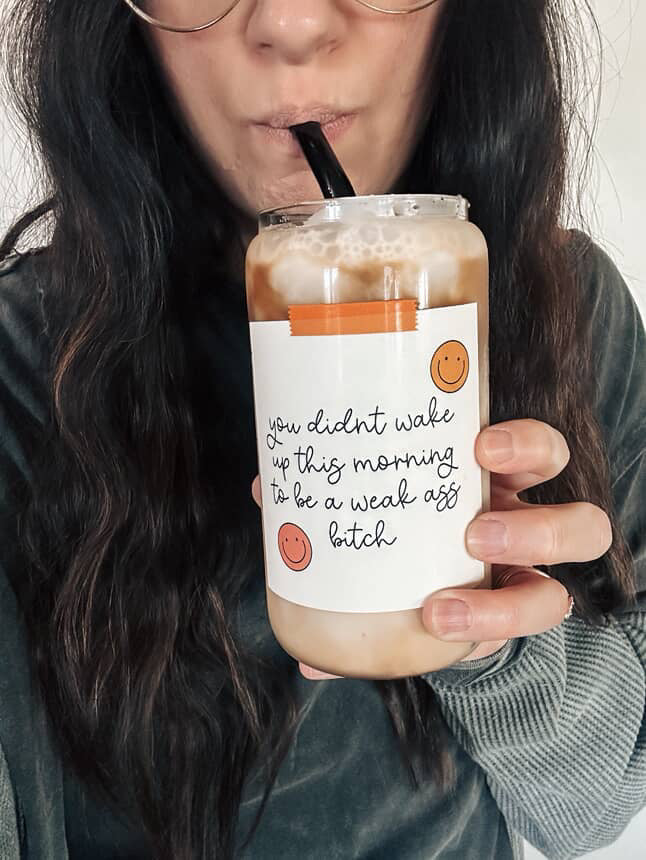 you didnt wake
up this morning
to be a weak ass
bitch